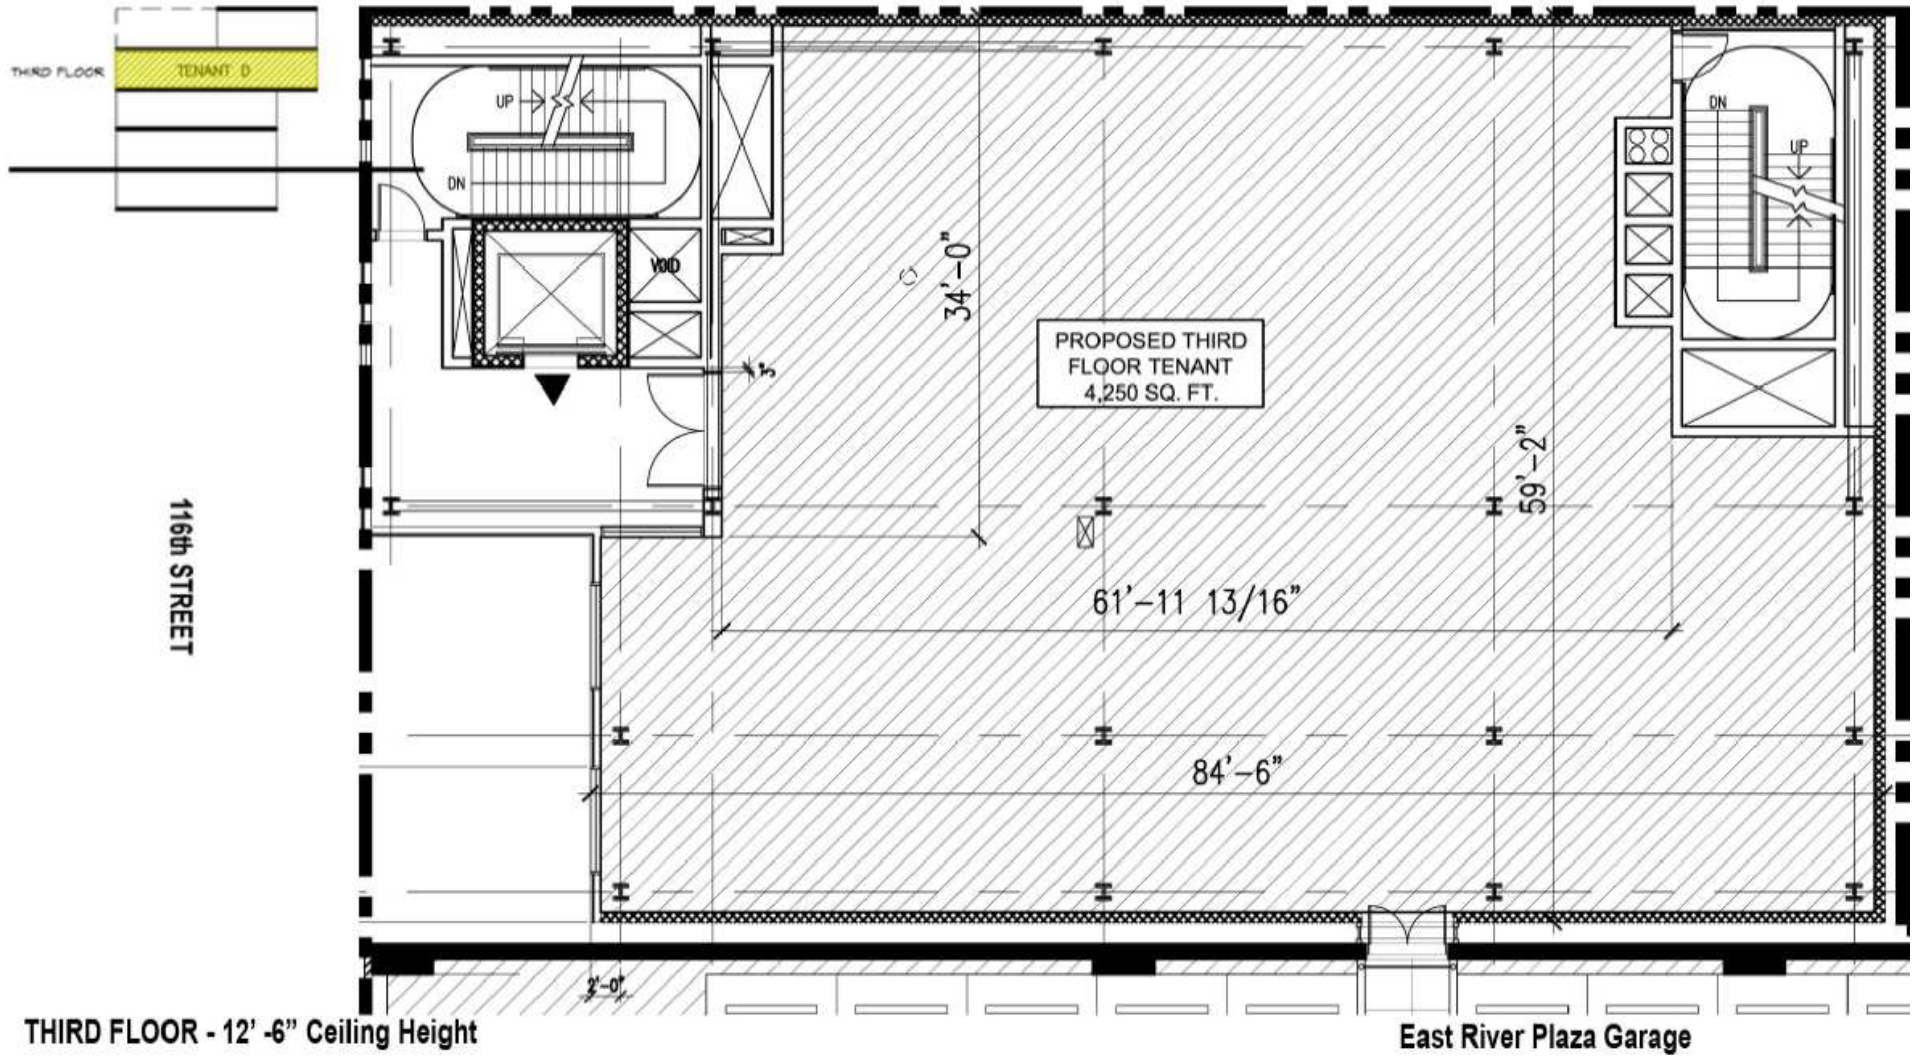 THIRD FLOOR
TENANT D
UP
DN
VOID
34'-0"
3"
PROPOSED THIRD
FLOOR TENANT
4,250 SQ. FT.
DN
UP
59'-2"
116th STREET
61'-11 13/16"
84'-6"
2'-0"
THIRD FLOOR - 12' -6" Ceiling Height
East River Plaza Garage